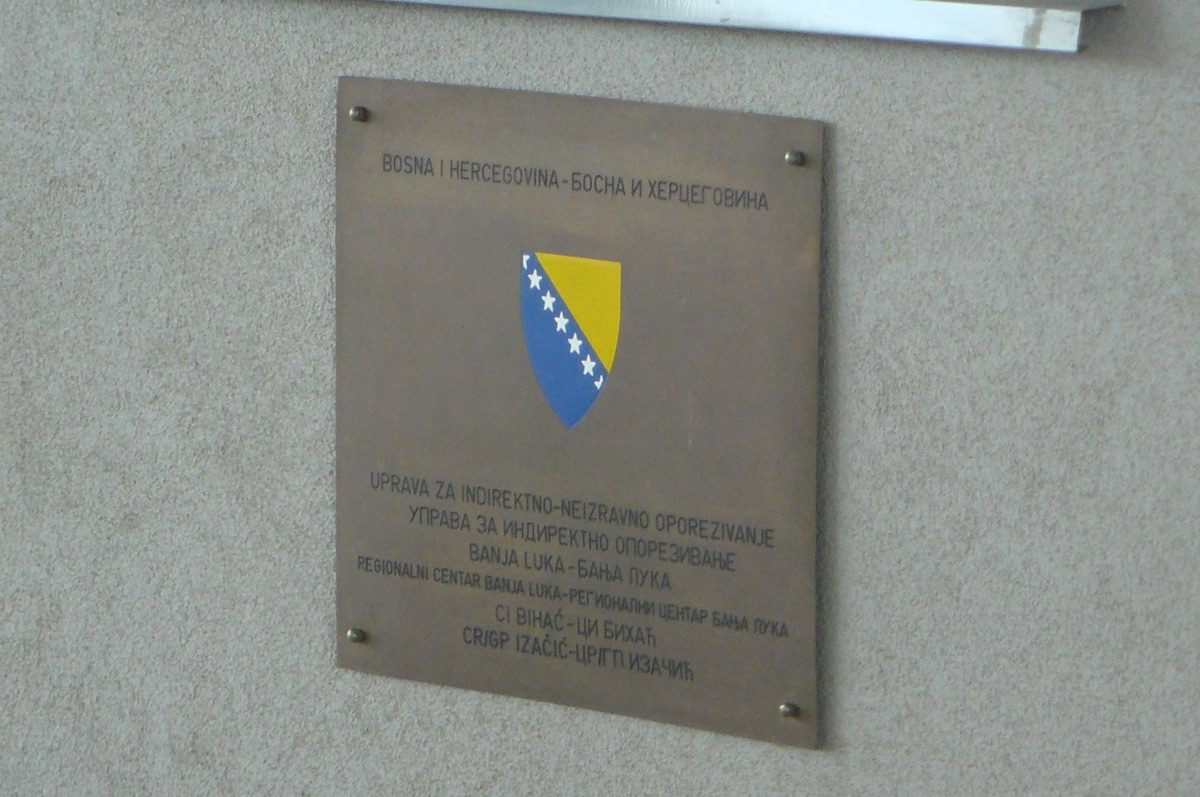 BOSNA I HERCEGOVINA-БОСНА И ХЕРЦЕГОВИНА
UPRAVA ZA INDIREKTNO-NEIZRAVNO OPOREZIVANJE
УПРАВА ЗА ИНДИРЕКТНО ОПОРЕЗИВАЊЕ
BANJA LUKA-БАЊА ЛУКА
REGIONALNI CENTAR BANJA LUKA-РЕГИОНАЛНИ ЦЕНТАР БАЊА ЛУКА
CI BIHAĆ-ЦИ БИХАЋ
CR/GP IZAČIĆ-ЦР/ГП ИЗАЧИЋ